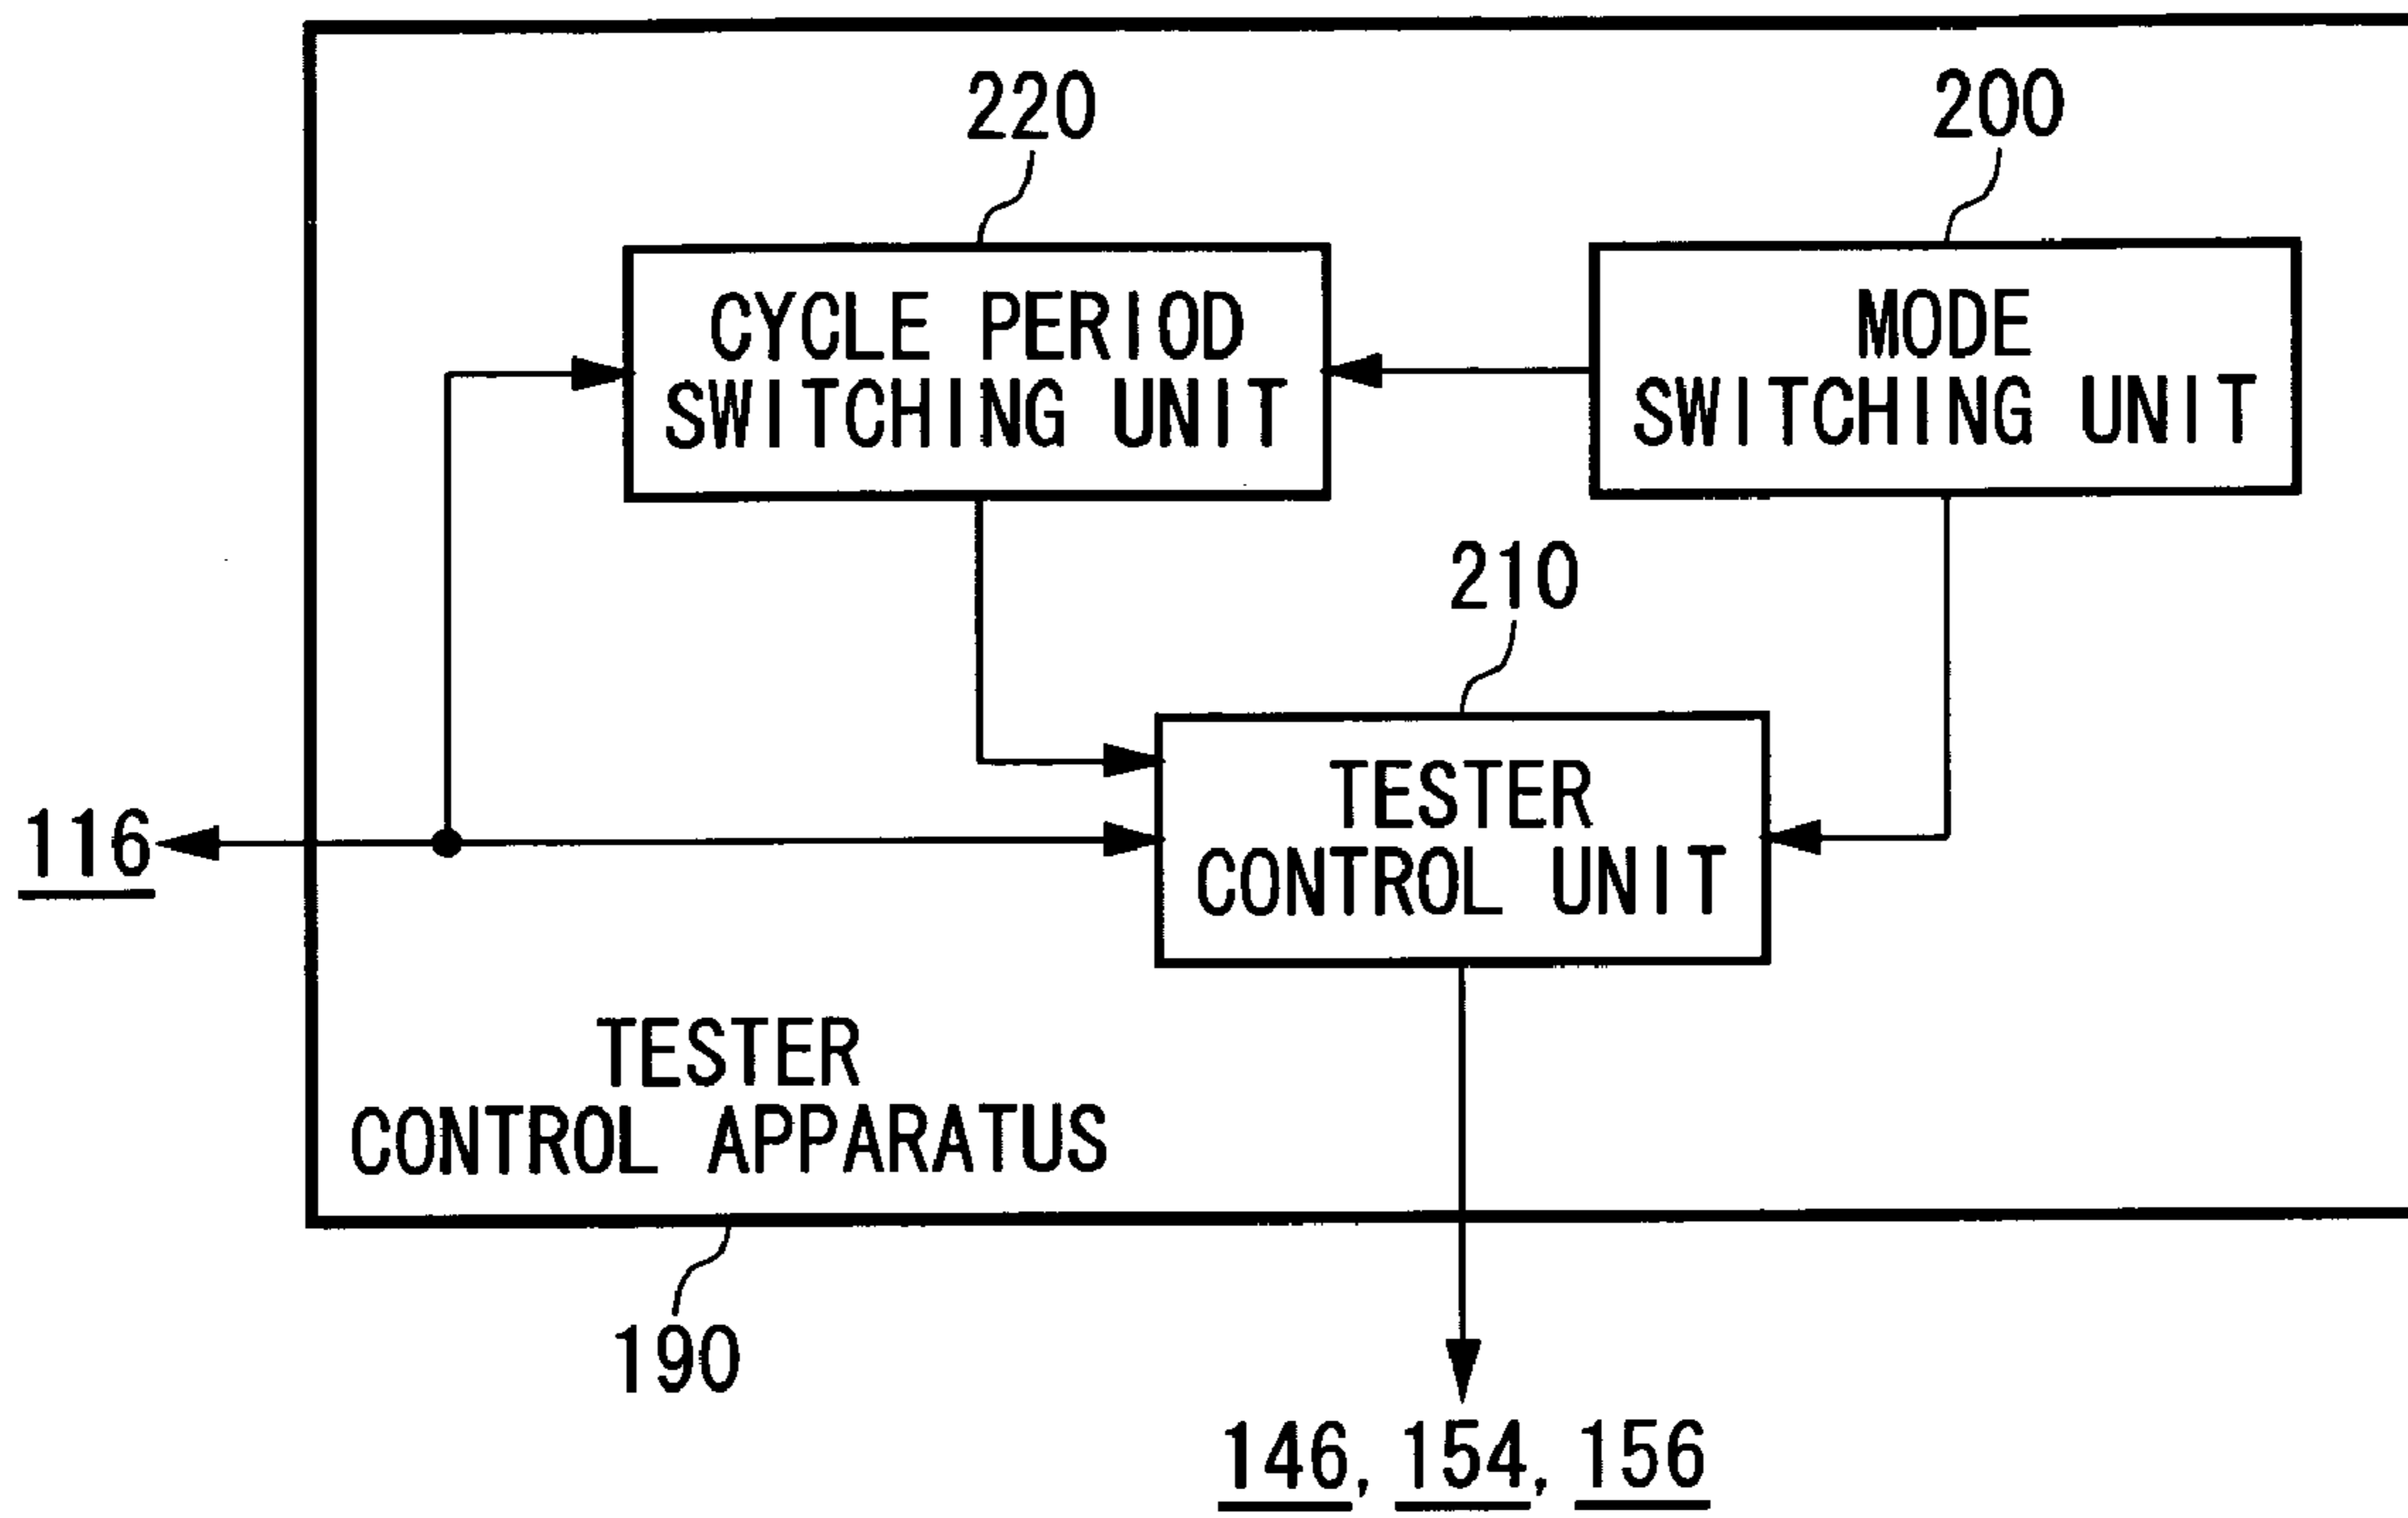 220
200
CYCLE PERIOD
SWITCHING UNIT
MODE
SWITCHING UNIT
210
TESTER
CONTROL UNIT
116
TESTER
CONTROL APPARATUS
190
146, 154, 156